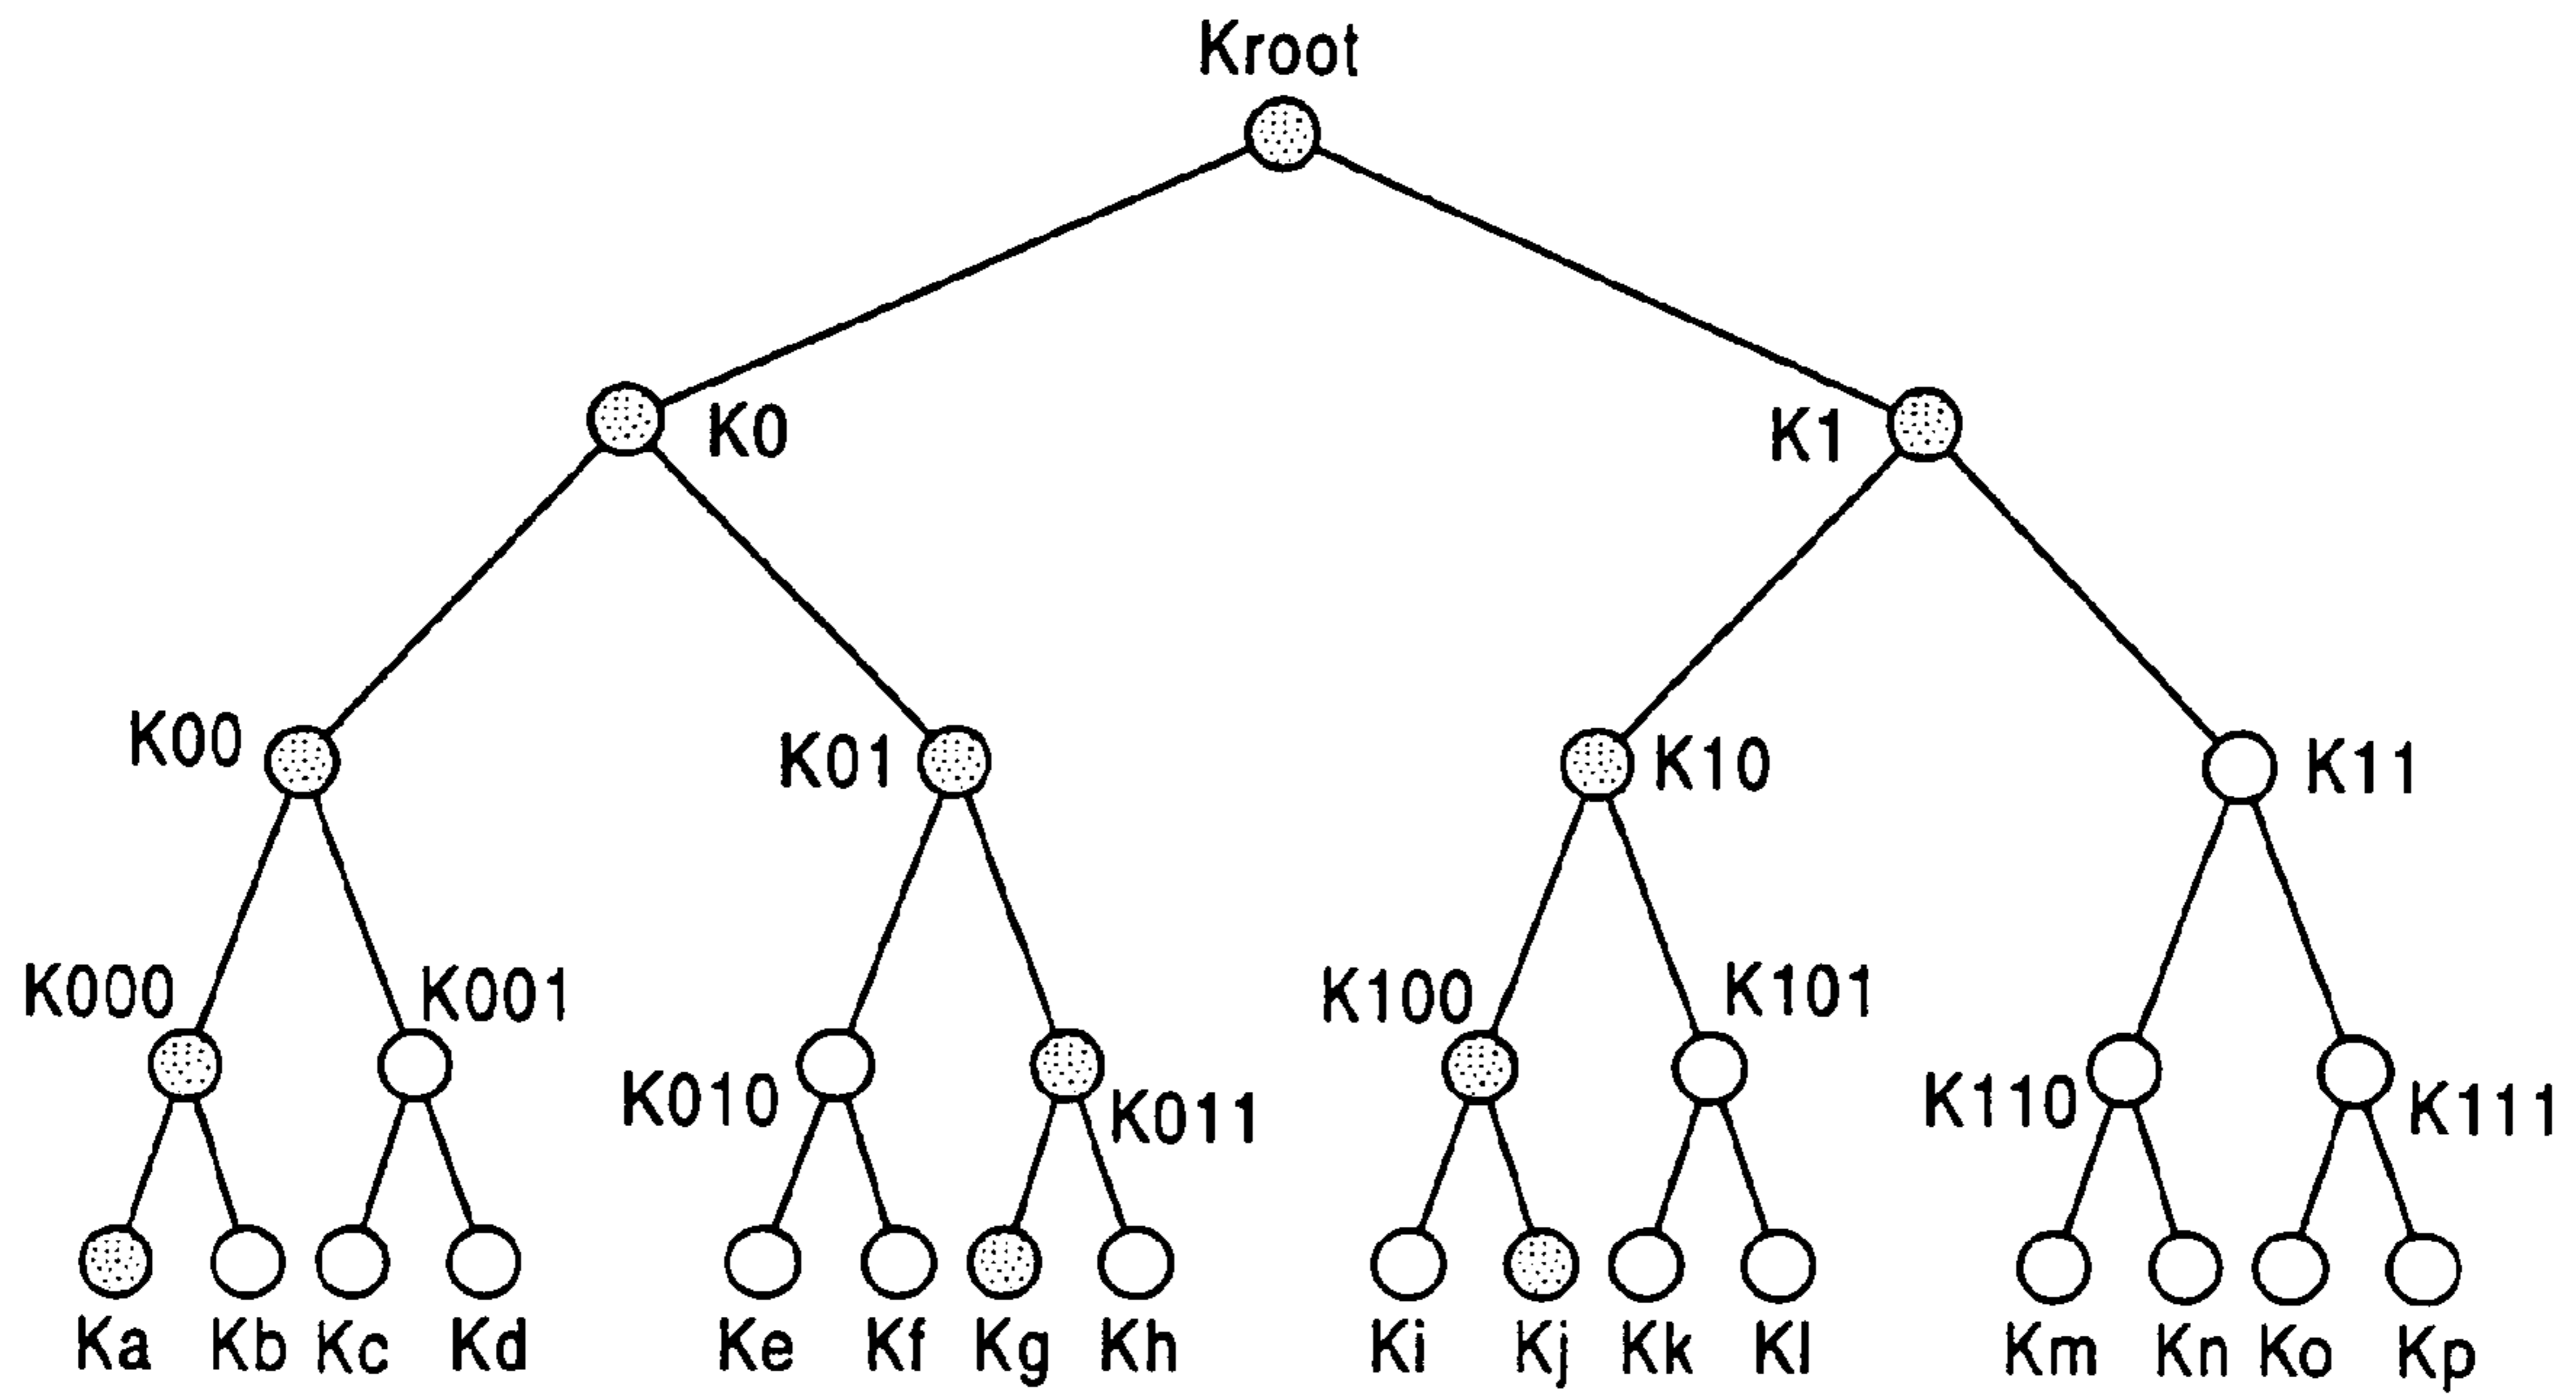 Kroot
K0
K1
K00
K01
K10
K11
K000
K001
K010
K011
K100
K101
K110
K111
Ka Kb Kc Kd Ke Kf Kg Kh Ki Kj Kk Kl Km Kn Ko Kp